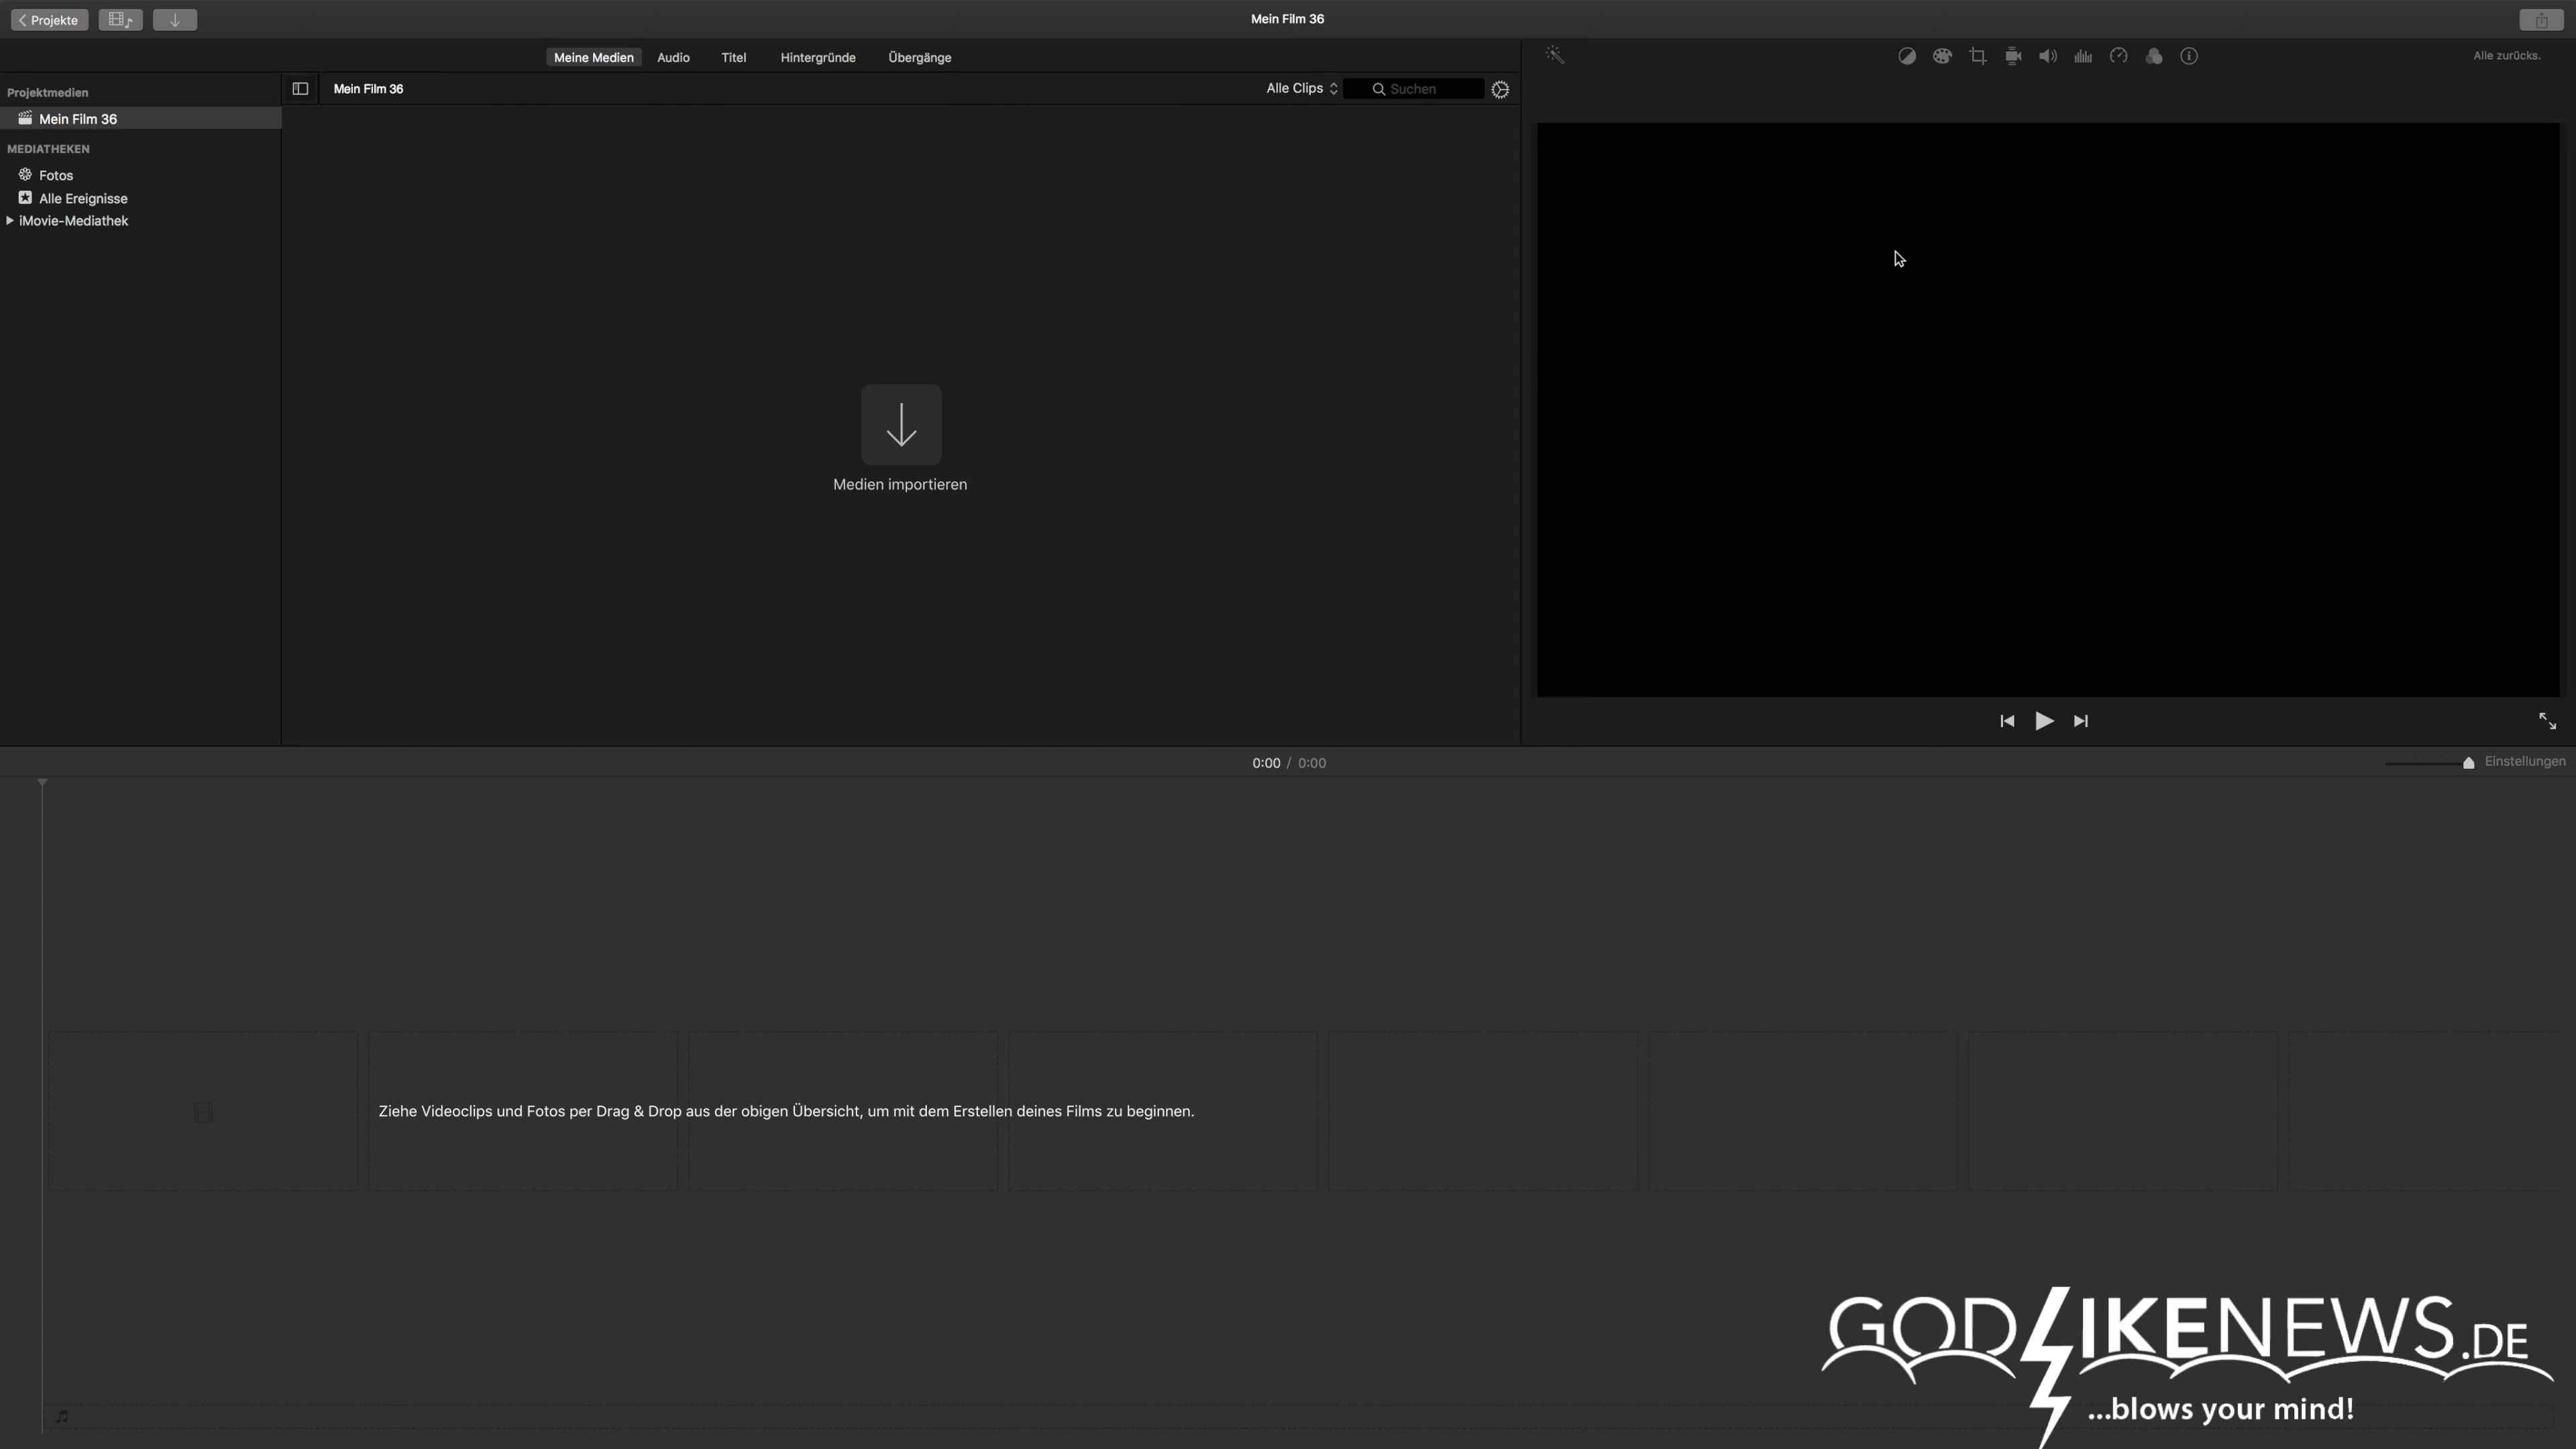 Projekte
Mein Film 36
Meine Medien Audio Titel Hintergründe Übergänge
Alle zurücks.
Projektmedien
Mein Film 36
Alle Clips
Suchen
Mein Film 36
MEDIATHEKEN
Fotos
Alle Ereignisse
iMovie-Mediathek
Medien importieren
0:00 / 0:00
Einstellungen
Ziehe Videoclips und Fotos per Drag & Drop aus der obigen Übersicht, um mit dem Erstellen deines Films zu beginnen.
GODLIKENEWS.DE
...blows your mind!